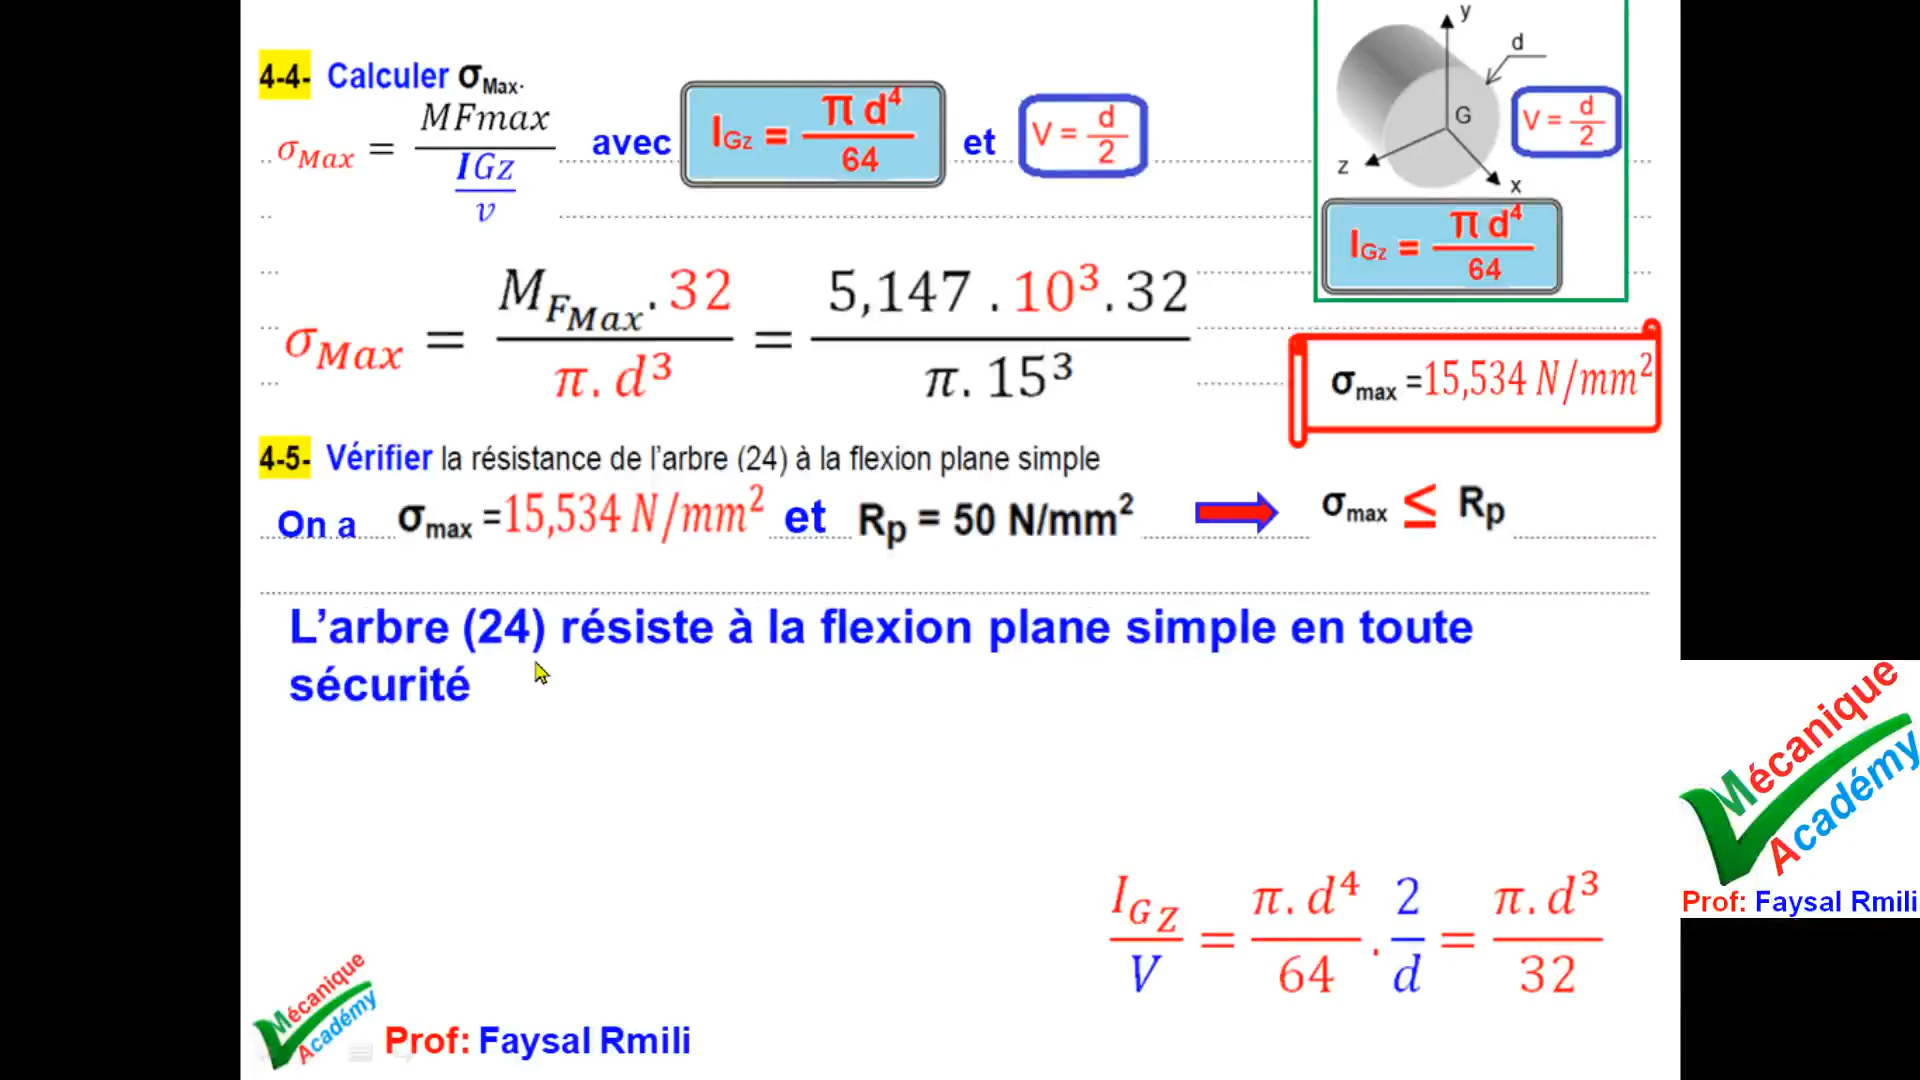 4-4- Calculer σMax.
σMax = MFmax / (IGz / v) avec IGz = π d⁴ / 64 et V = d / 2
y
d
G
z
x
V = d / 2
IGz = π d⁴ / 64
σMax = MFMax . 32 / π. d³ = 5,147 . 10³ . 32 / π. 15³
σmax =15,534 N/mm²
4-5- Vérifier la résistance de l’arbre (24) à la flexion plane simple
On a σmax =15,534 N/mm² et Rp = 50 N/mm² σmax ≤ Rp
L’arbre (24) résiste à la flexion plane simple en toute
sécurité
IGZ / V = π. d⁴ / 64 . 2 / d = π. d³ / 32
Mécanique
Académy
Prof: Faysal Rmili
Mécanique
Académy
Prof: Faysal Rmili